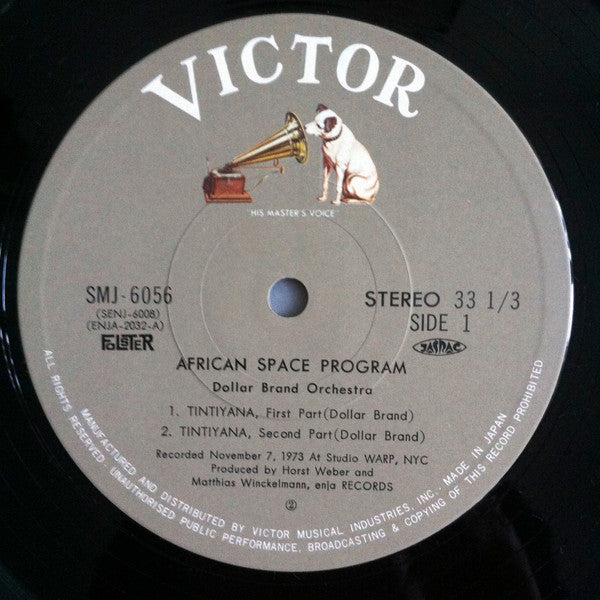 VICTOR
"HIS MASTER'S VOICE"
SMJ-6056
(SENJ-6008)
(ENJA-2032-A)
FOLSTER
STEREO 33 1/3
SIDE 1
JASRAC
AFRICAN SPACE PROGRAM
Dollar Brand Orchestra
1. TINTIYANA, First Part (Dollar Brand)
2. TINTIYANA, Second Part (Dollar Brand)
Recorded November 7, 1973 At Studio WARP, NYC
Produced by Horst Weber and
Matthias Winckelmann, enja RECORDS
②
MANUFACTURED AND DISTRIBUTED BY VICTOR MUSICAL INDUSTRIES, INC. MADE IN JAPAN
ALL RIGHTS RESERVED. UNAUTHORISED PUBLIC PERFORMANCE, BROADCASTING & COPYING OF THIS RECORD PROHIBITED